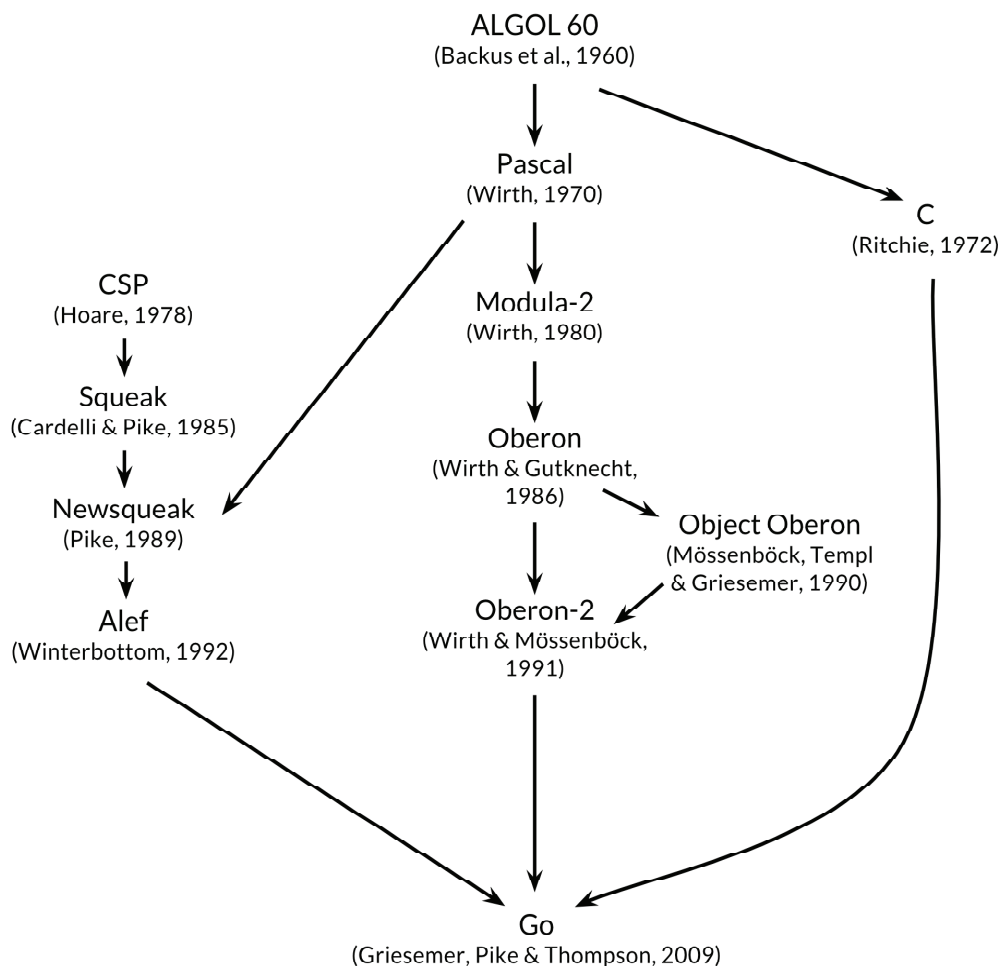 ALGOL 60
(Backus et al., 1960)
Pascal
(Wirth, 1970)
C
(Ritchie, 1972)
CSP
(Hoare, 1978)
Modula-2
(Wirth, 1980)
Squeak
(Cardelli & Pike, 1985)
Oberon
(Wirth & Gutknecht,
1986)
Newsqueak
(Pike, 1989)
Object Oberon
(Mössenböck, Templ
& Griesemer, 1990)
Alef
(Winterbottom, 1992)
Oberon-2
(Wirth & Mössenböck,
1991)
Go
(Griesemer, Pike & Thompson, 2009)